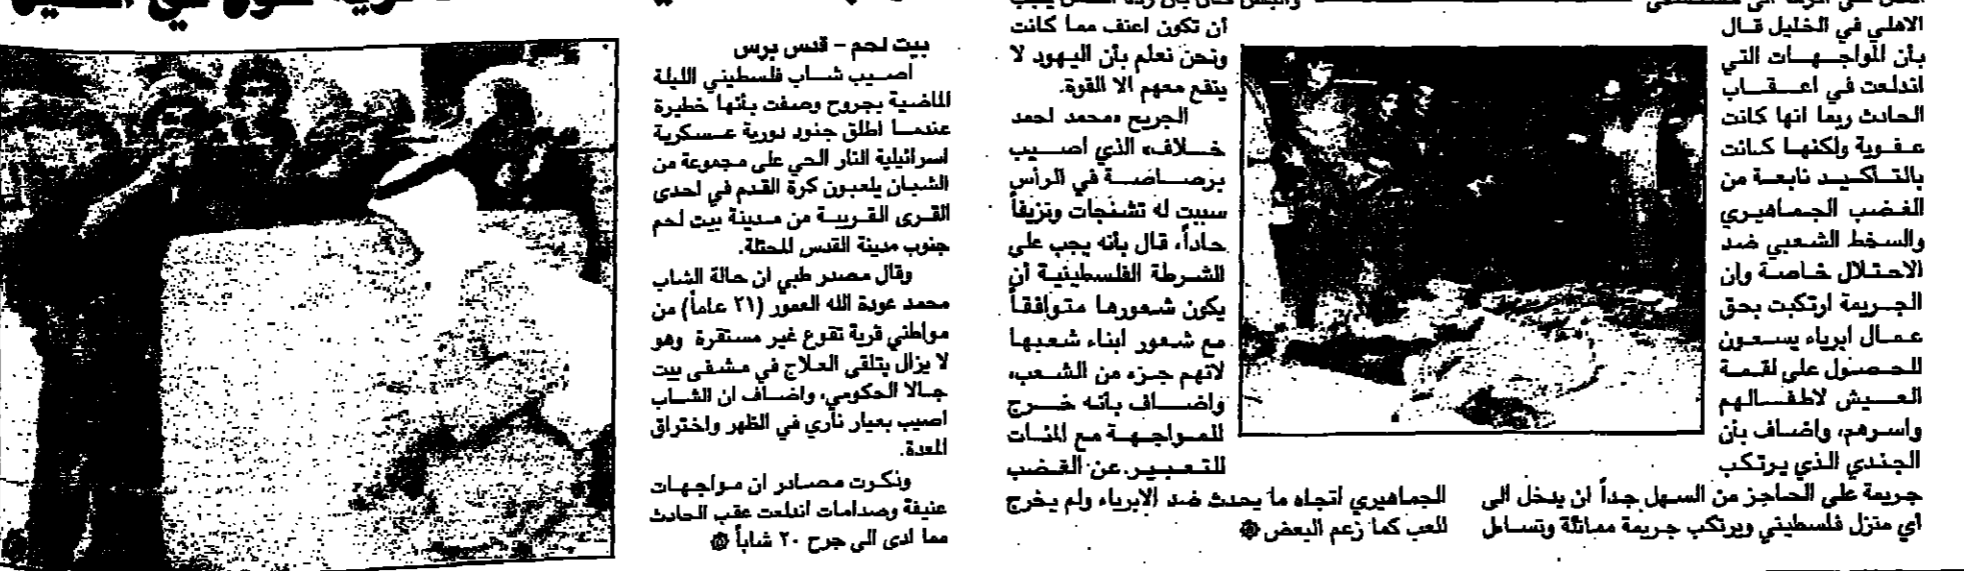 الاهلي في الخليل قال
بأن المواجهات التي
اندلعت في اعقاب
الحادث ربما انها كانت
عفوية ولكنها كانت
بالتأكيد نابعة من
الغضب الجماهيري
والسخط الشعبي ضد
الاحتلال خاصة وان
الجريمة ارتكبت بحق
عمال ابرياء يسعون
للحصول على لقمة
العيش لاطفالهم
واسرهم، واضاف بأن
الجندي الذي يرتكب
جريمة على الحاجز من السهل جداً ان يدخل الى
أي منزل فلسطيني ويرتكب جريمة مماثلة وتساءل
أن تكون اعنف مما كانت
ونحن نعلم بأن اليهود لا
ينفع معهم الا القوة.
الجريح «محمد احمد
خلاف» الذي اصيب
برصاصة في الرأس
سببت له تشنجات ونزيفاً
حاداً، قال بأنه يجب على
الشرطة الفلسطينية أن
يكون شعورها متوافقاً
مع شعور ابناء شعبها
لانهم جزء من الشعب،
واضاف بانه خرج
للمواجهة مع المئات
للتعبير عن الغضب
الجماهيري اتجاه ما يحدث ضد الابرياء ولم يخرج
للعب كما زعم البعض
بيت لحم – قدس برس
اصيب شاب فلسطيني الليلة
الماضية بجروح وصفت بأنها خطيرة
عندما اطلق جنود دورية عسكرية
اسرائيلية النار الحي على مجموعة من
الشبان يلعبون كرة القدم في احدى
القرى القريبة من مدينة بيت لحم
جنوب مدينة القدس المحتلة.
وقال مصدر طبي ان حالة الشاب
محمد عودة الله العمور (٢١ عاماً) من
مواطني قرية تقوع غير مستقرة وهو
لا يزال يتلقى العلاج في مشفى بيت
جالا الحكومي، واضاف ان الشاب
اصيب بعيار ناري في الظهر واختراق
المعدة.
وذكرت مصادر ان مواجهات
عنيفة وصدامات اندلعت عقب الحادث
مما ادى الى جرح ٢٠ شاباً